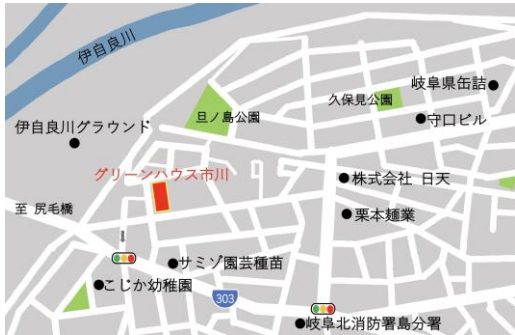 伊自良川
岐阜県缶詰
久保見公園
旦ノ島公園
守口ビル
伊自良川グラウンド
グリーンハウス市川
株式会社 日天
至 尻毛橋
栗本麺業
サミゾ園芸種苗
こじか幼稚園
303
岐阜北消防署島分署